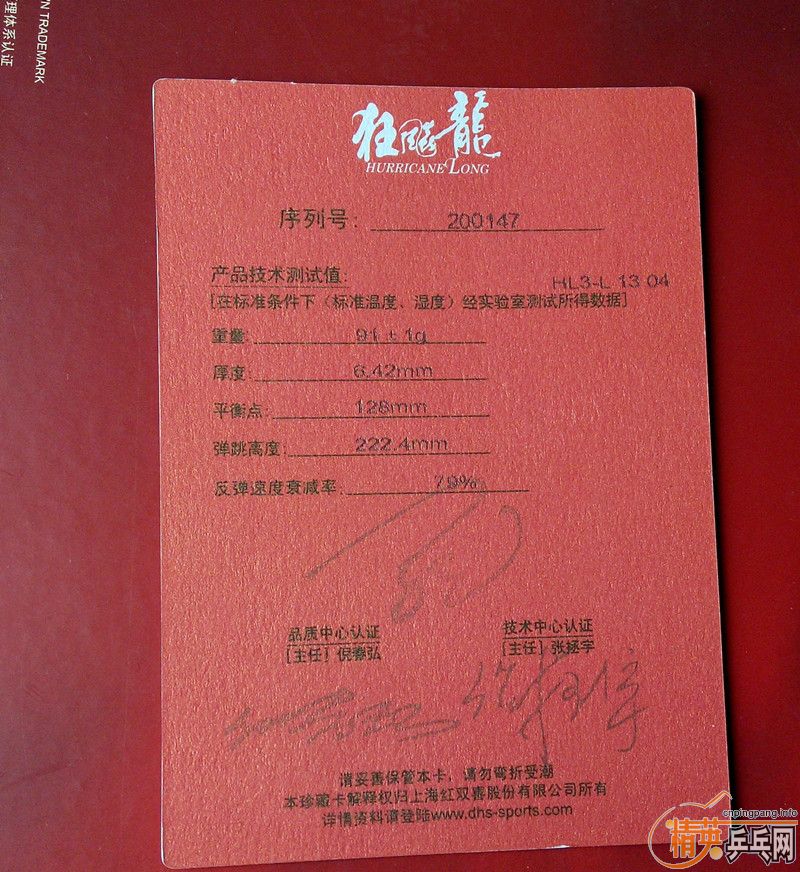 N TRADEMARK
理体系认证
狂飚龍
HURRICANE LONG
序列号: 200147
产品技术测试值: HL3-L 13 04
[在标准条件下（标准温度、湿度）经实验室测试所得数据]
重量: 91 ± 1g
厚度: 6.42mm
平衡点: 128mm
弹跳高度: 222.4mm
反弹速度衰减率: 79%
品质中心认证 技术中心认证
[主任] 倪春弘 [主任] 张拯宇
请妥善保管本卡，请勿弯折受潮
本珍藏卡解释权归上海红双喜股份有限公司所有
详情资料请登陆www.dhs-sports.com
cnpingpang.info
精英乒乓网